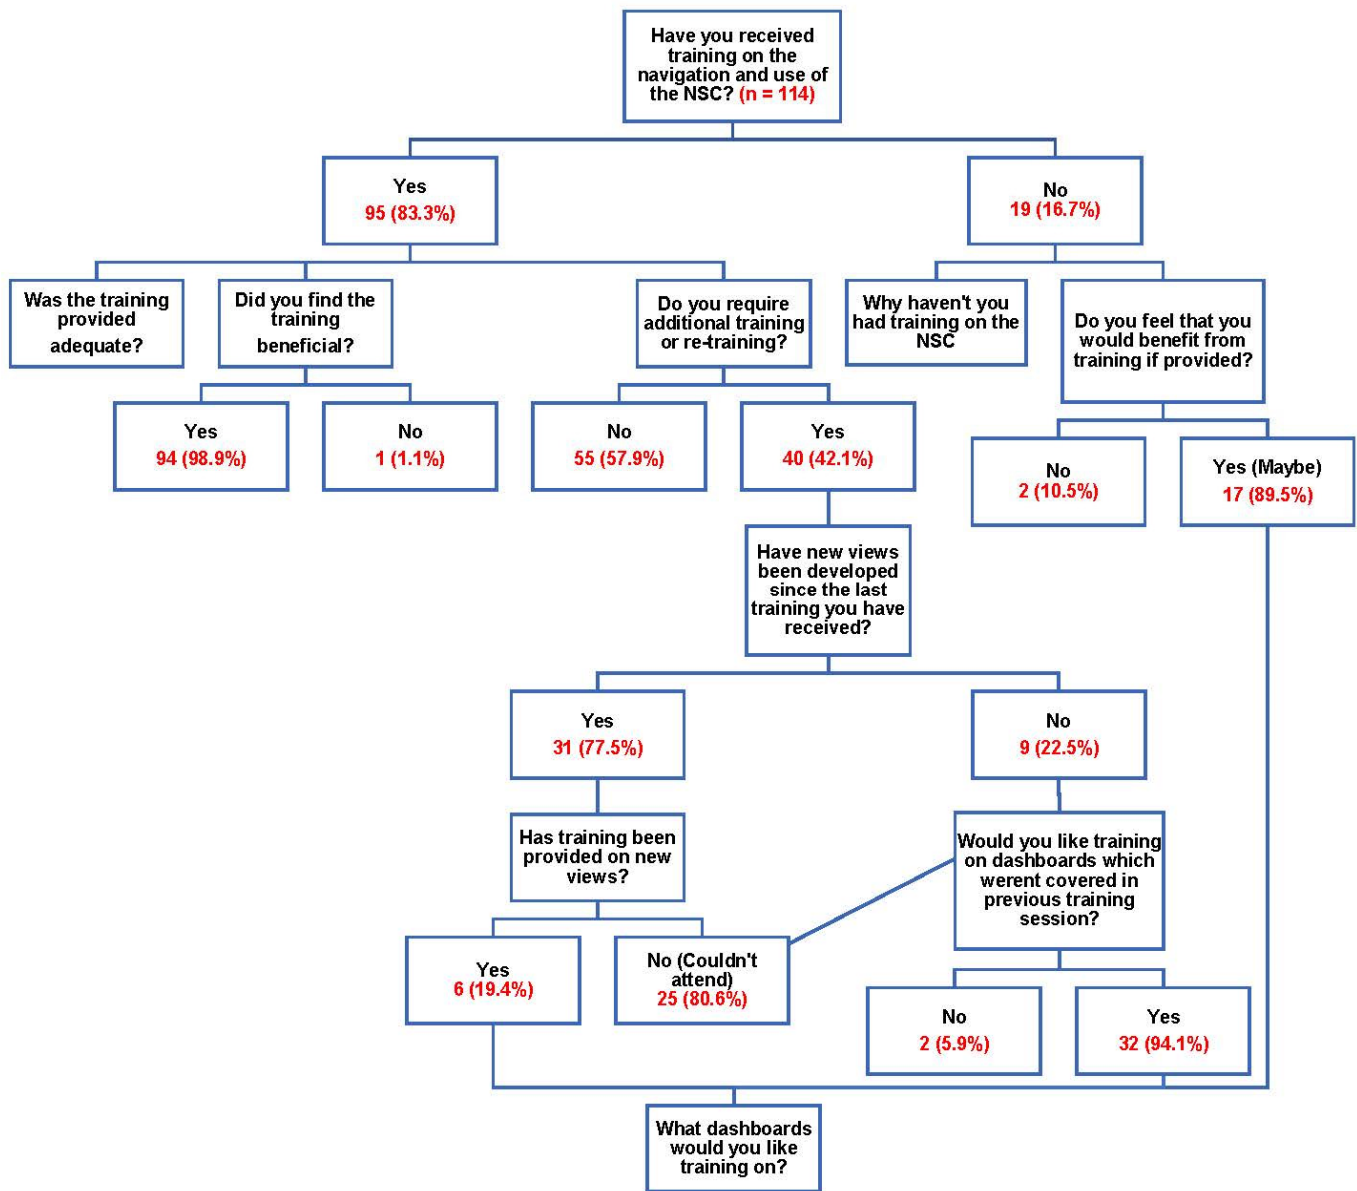 Have you received
training on the
navigation and use of
the NSC? (n = 114)
Yes
95 (83.3%)
No
19 (16.7%)
Was the training
provided
adequate?
Did you find the
training
beneficial?
Do you require
additional training
or re-training?
Why haven't you
had training on the
NSC
Do you feel that you
would benefit from
training if provided?
Yes
94 (98.9%)
No
1 (1.1%)
No
55 (57.9%)
Yes
40 (42.1%)
No
2 (10.5%)
Yes (Maybe)
17 (89.5%)
Have new views
been developed
since the last
training you have
received?
Yes
31 (77.5%)
No
9 (22.5%)
Has training been
provided on new
views?
Would you like training
on dashboards which
werent covered in
previous training
session?
Yes
6 (19.4%)
No (Couldn't
attend)
25 (80.6%)
No
2 (5.9%)
Yes
32 (94.1%)
What dashboards
would you like
training on?